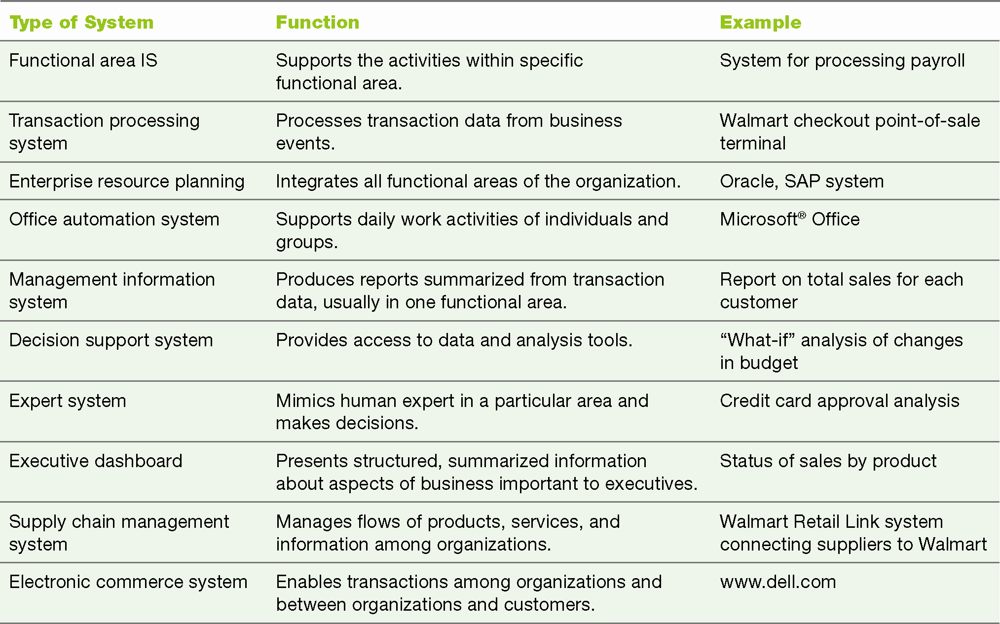 Type of System Function Example
Functional area IS Supports the activities within specific System for processing payroll
functional area.
Transaction processing Processes transaction data from business Walmart checkout point-of-sale
system events. terminal
Enterprise resource planning Integrates all functional areas of the organization. Oracle, SAP system
Office automation system Supports daily work activities of individuals and Microsoft® Office
groups.
Management information Produces reports summarized from transaction Report on total sales for each
system data, usually in one functional area. customer
Decision support system Provides access to data and analysis tools. “What-if” analysis of changes
in budget
Expert system Mimics human expert in a particular area and Credit card approval analysis
makes decisions.
Executive dashboard Presents structured, summarized information Status of sales by product
about aspects of business important to executives.
Supply chain management Manages flows of products, services, and Walmart Retail Link system
system information among organizations. connecting suppliers to Walmart
Electronic commerce system Enables transactions among organizations and www.dell.com
between organizations and customers.